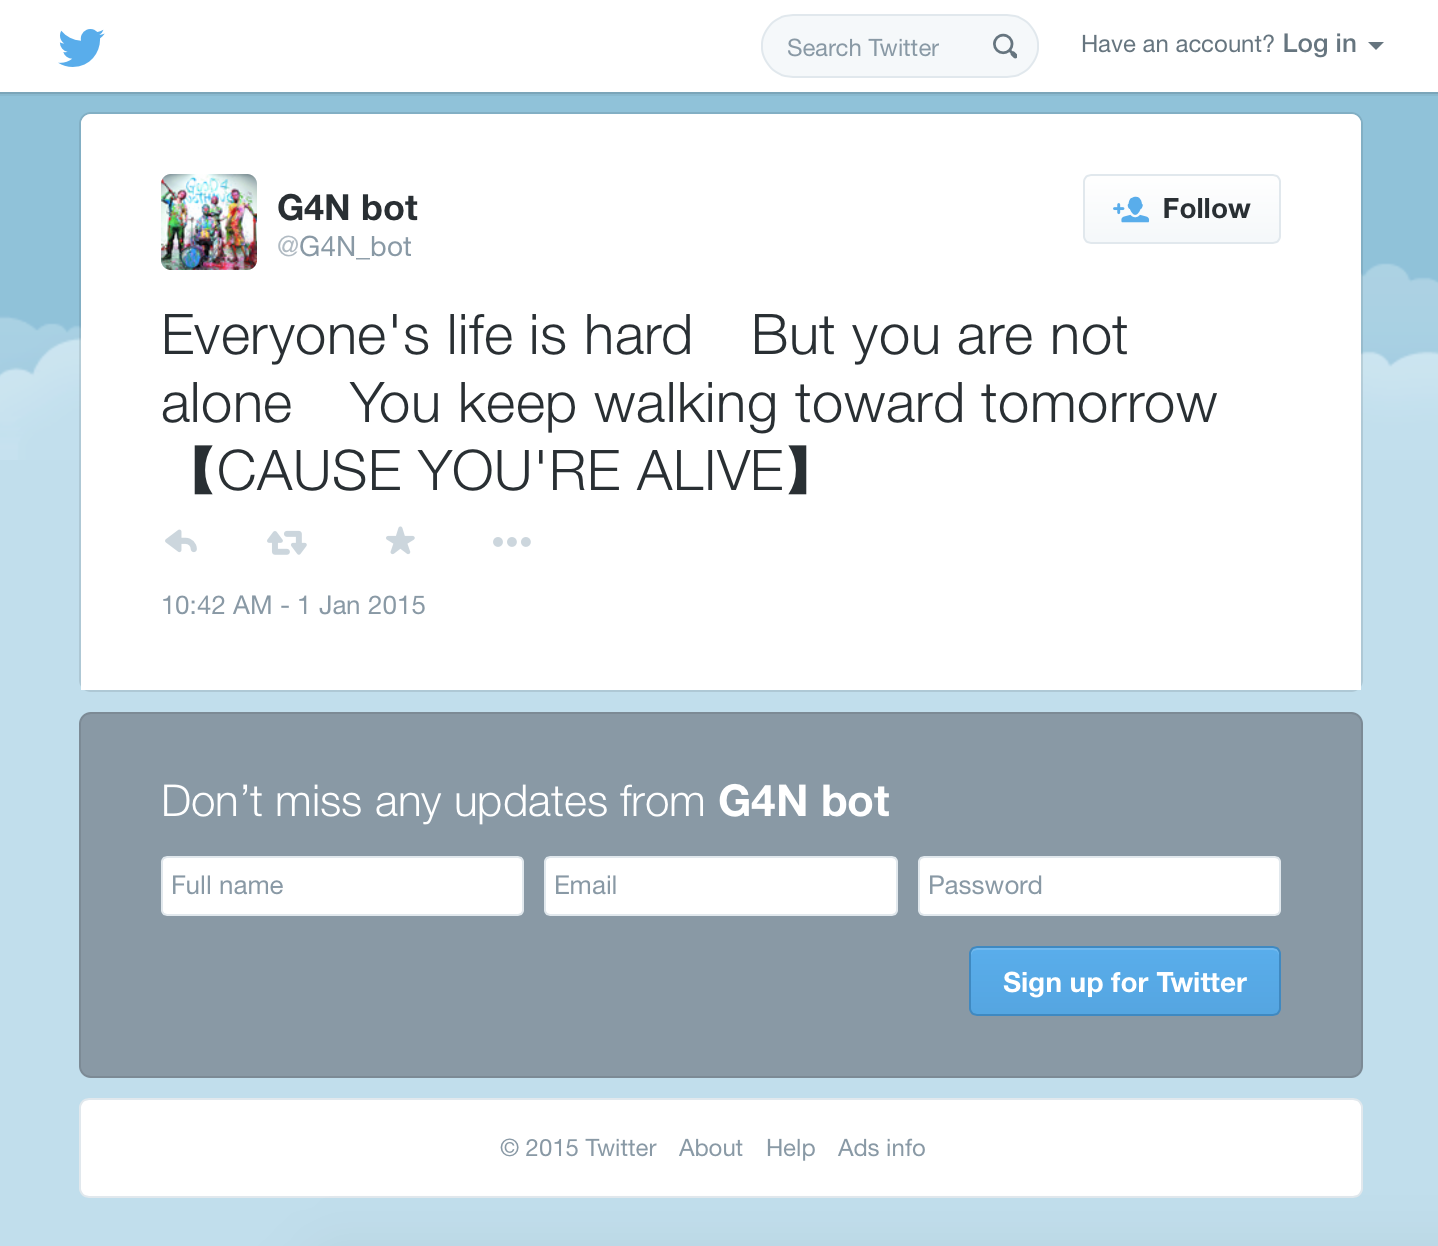 Search Twitter
Have an account? Log in
GOOD 4
G4N bot
@G4N_bot
Follow
Everyone's life is hard　But you are not
alone　You keep walking toward tomorrow
【CAUSE YOU'RE ALIVE】
10:42 AM - 1 Jan 2015
Don’t miss any updates from G4N bot
Full name
Email
Password
Sign up for Twitter
© 2015 Twitter About Help Ads info